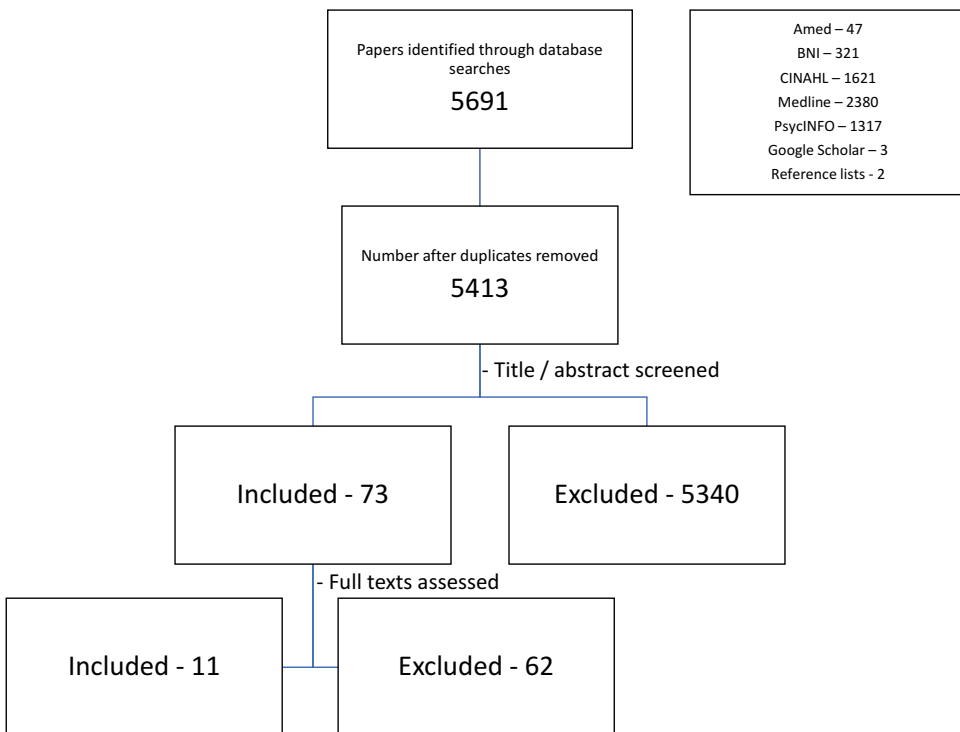 Papers identified through database
searches
5691
Amed – 47
BNI – 321
CINAHL – 1621
Medline – 2380
PsycINFO – 1317
Google Scholar – 3
Reference lists - 2
Number after duplicates removed
5413
- Title / abstract screened
Included - 73
Excluded - 5340
- Full texts assessed
Included - 11
Excluded - 62